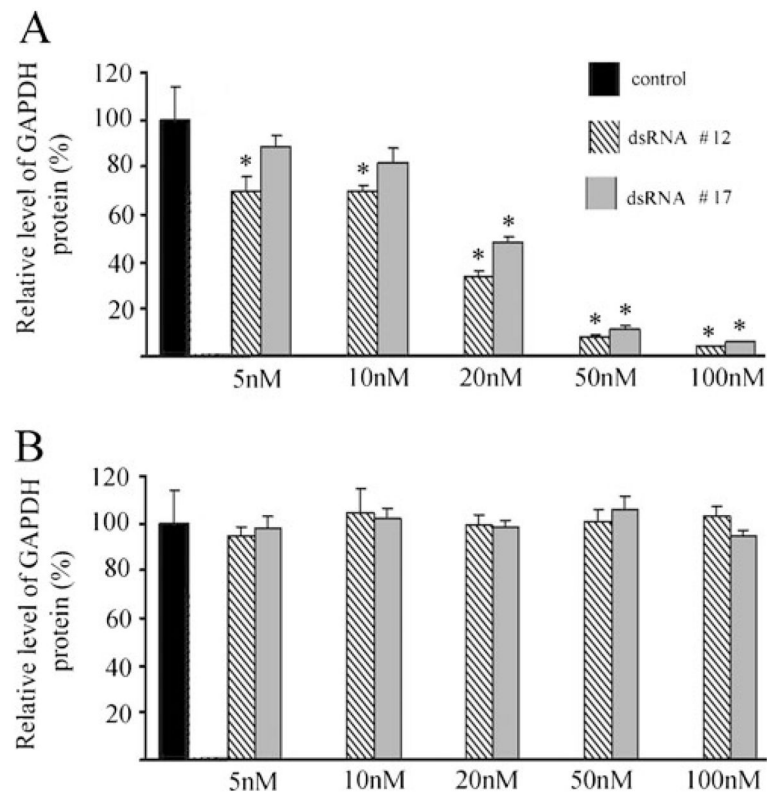 A
Relative level of GAPDH
protein (%)
120
100
80
60
40
20
control
dsRNA #12
dsRNA #17
*
*
* *
* *
* *
5nM 10nM 20nM 50nM 100nM
B
Relative level of GAPDH
protein (%)
120
100
80
60
40
20
5nM 10nM 20nM 50nM 100nM